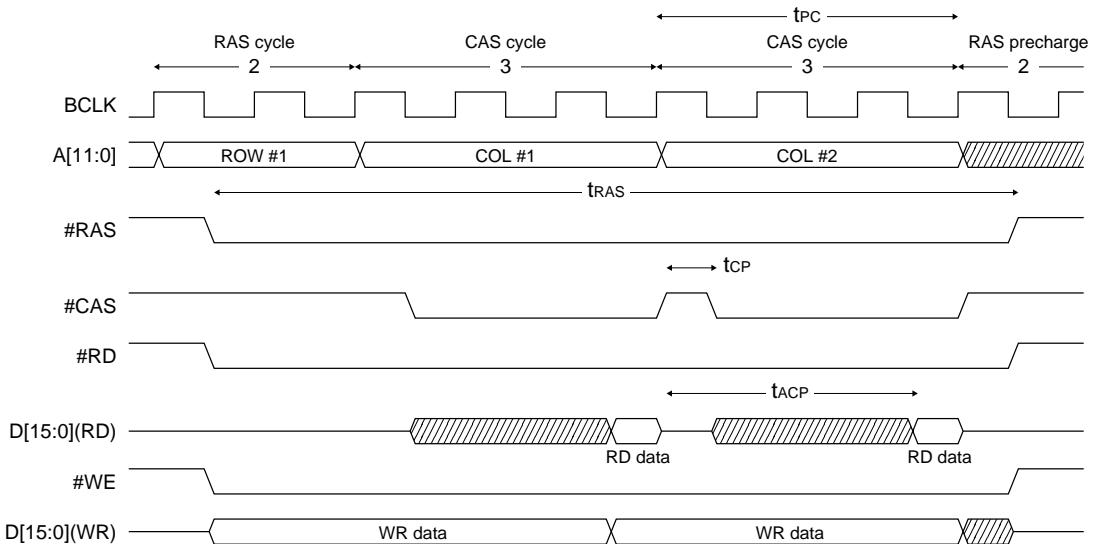 tPC
RAS cycle CAS cycle CAS cycle RAS precharge
2 3 3 2
BCLK
A[11:0] ROW #1 COL #1 COL #2
tRAS
#RAS
tCP
#CAS
#RD
tACP
D[15:0](RD)
RD data RD data
#WE
D[15:0](WR) WR data WR data